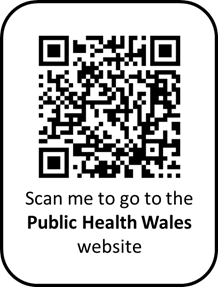 Scan me to go to the
Public Health Wales
website